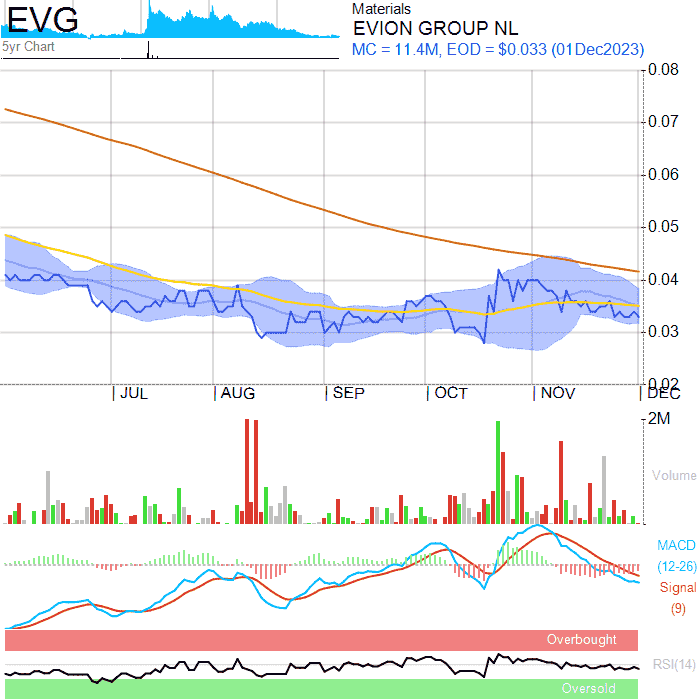 EVG
5yr Chart
Materials
EVION GROUP NL
MC = 11.4M, EOD = $0.033 (01Dec2023)
0.08
0.07
0.06
0.05
0.04
0.03
0.02
JUL AUG SEP OCT NOV DEC
2M
Volume
MACD
(12-26)
Signal
(9)
Overbought
RSI(14)
Oversold